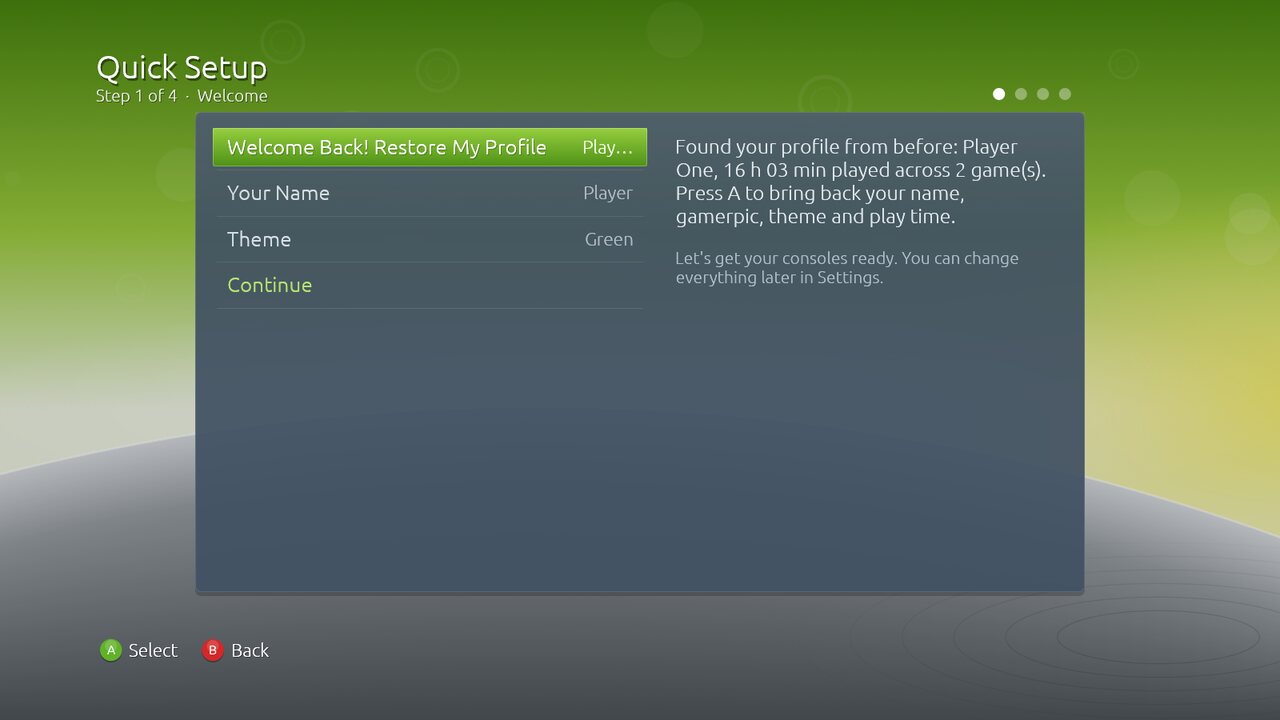 Quick Setup
Step 1 of 4 · Welcome
Welcome Back! Restore My Profile Play...
Your Name Player
Theme Green
Continue
Found your profile from before: Player
One, 16 h 03 min played across 2 game(s).
Press A to bring back your name,
gamerpic, theme and play time.
Let's get your consoles ready. You can change
everything later in Settings.
A Select B Back